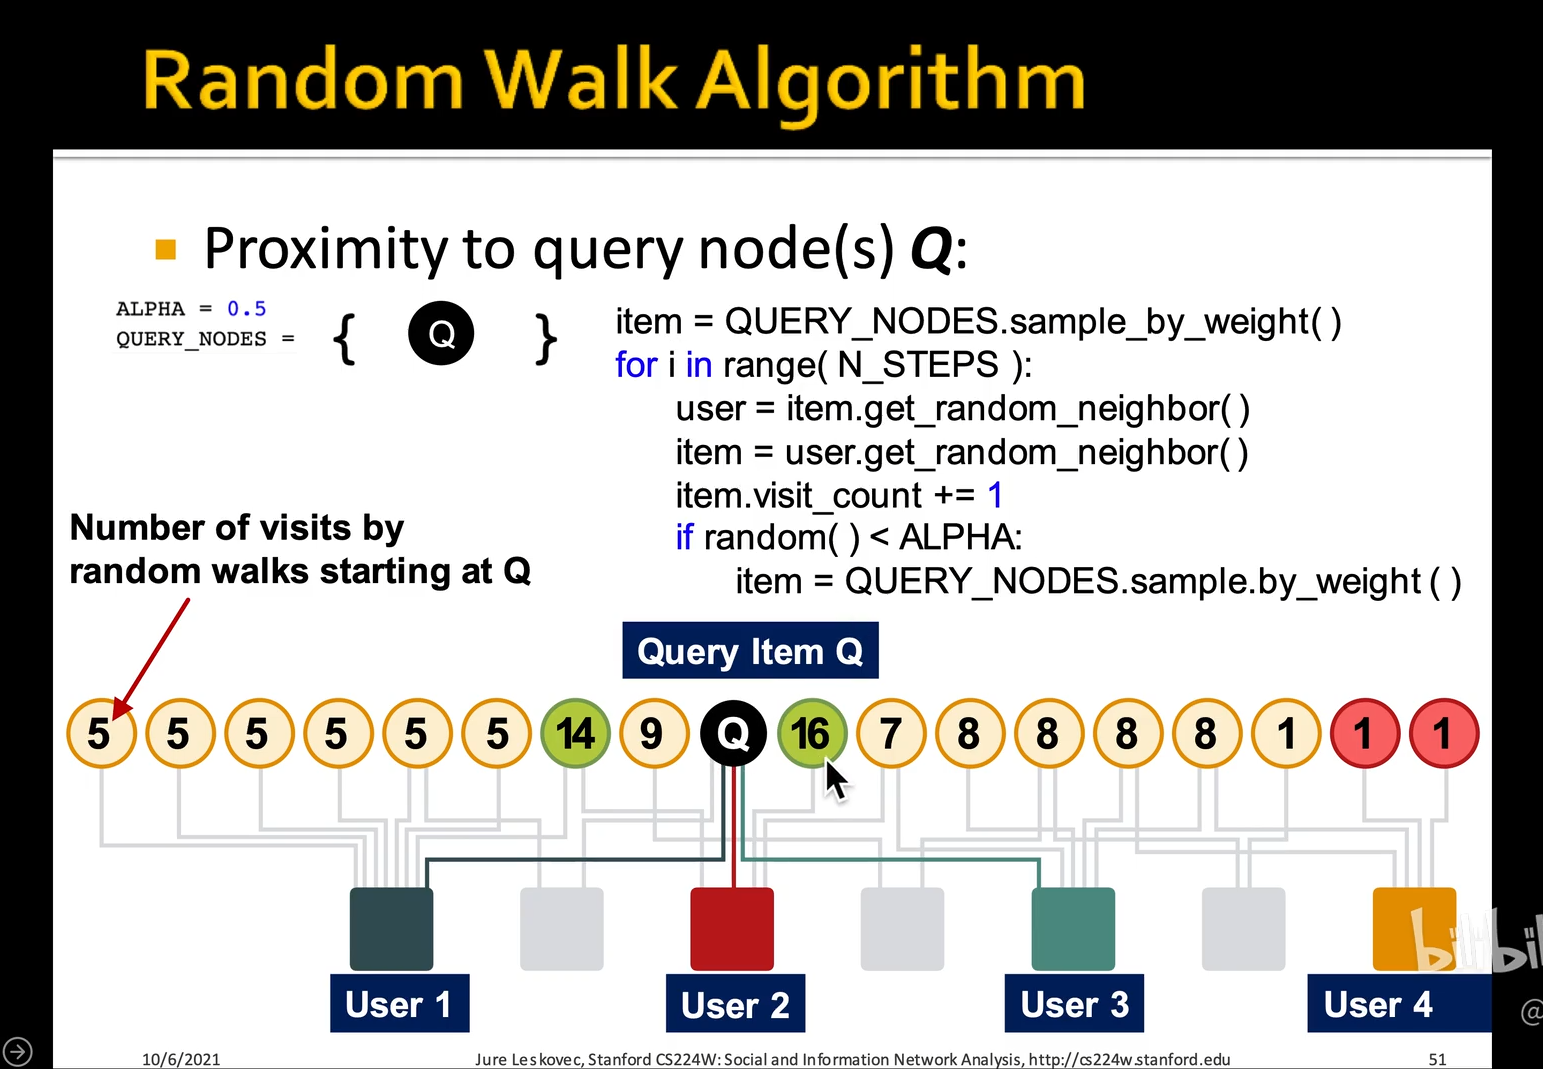 Random Walk Algorithm
Proximity to query node(s) Q:
ALPHA = 0.5
QUERY_NODES = { Q }
item = QUERY_NODES.sample_by_weight( )
for i in range( N_STEPS ):
user = item.get_random_neighbor( )
item = user.get_random_neighbor( )
item.visit_count += 1
if random( ) < ALPHA:
item = QUERY_NODES.sample.by_weight ( )
Number of visits by
random walks starting at Q
Query Item Q
5 5 5 5 5 5 14 9 Q 16 7 8 8 8 8 1 1 1
User 1 User 2 User 3 User 4
10/6/2021 Jure Leskovec, Stanford CS224W: Social and Information Network Analysis, http://cs224w.stanford.edu 51
@